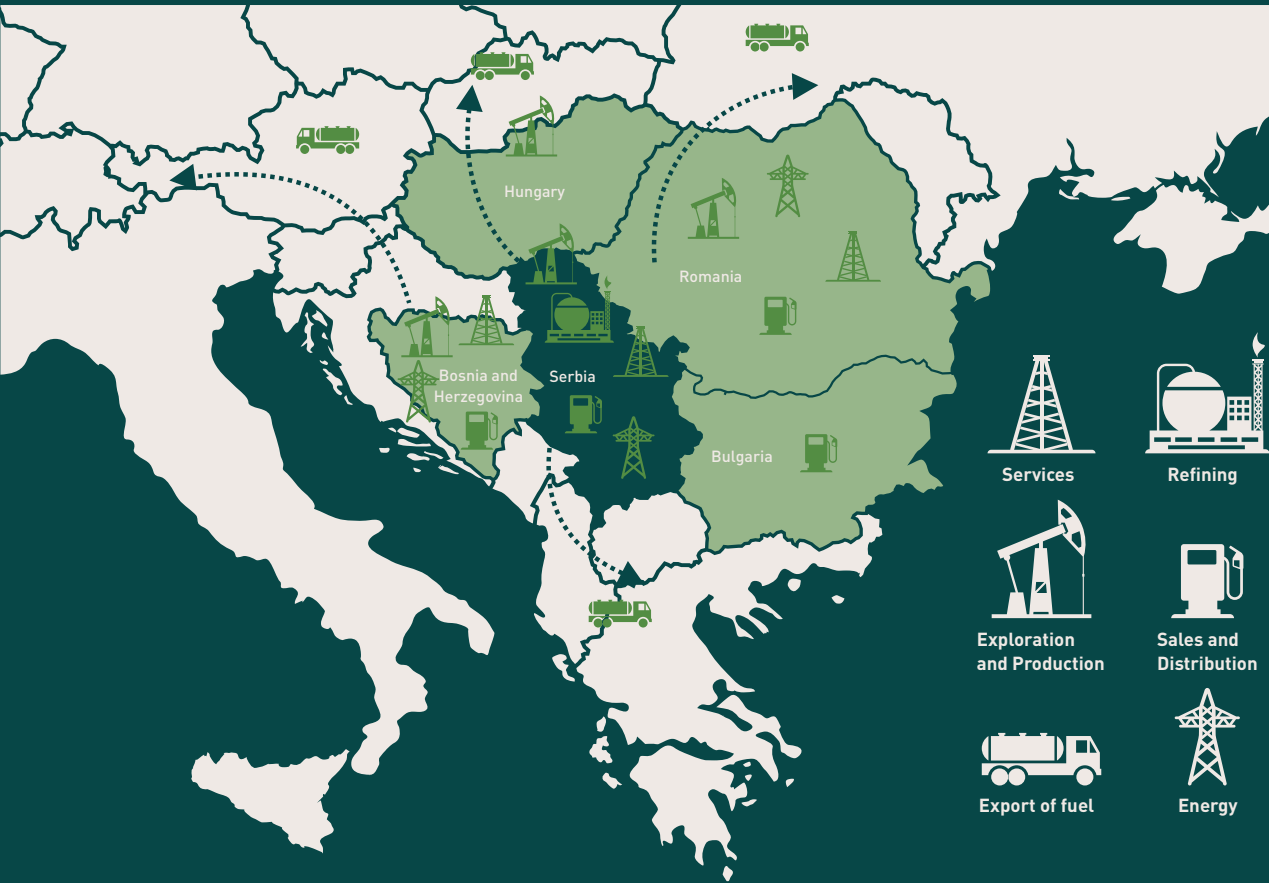 Hungary
Romania
Bosnia and
Herzegovina
Serbia
Bulgaria
Services
Refining
Exploration
and Production
Sales and
Distribution
Export of fuel
Energy